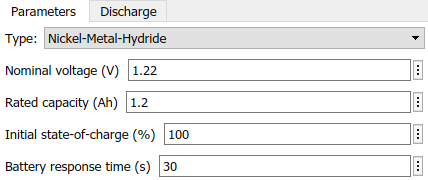 Parameters Discharge
Type: Nickel-Metal-Hydride
Nominal voltage (V) 1.22
Rated capacity (Ah) 1.2
Initial state-of-charge (%) 100
Battery response time (s) 30